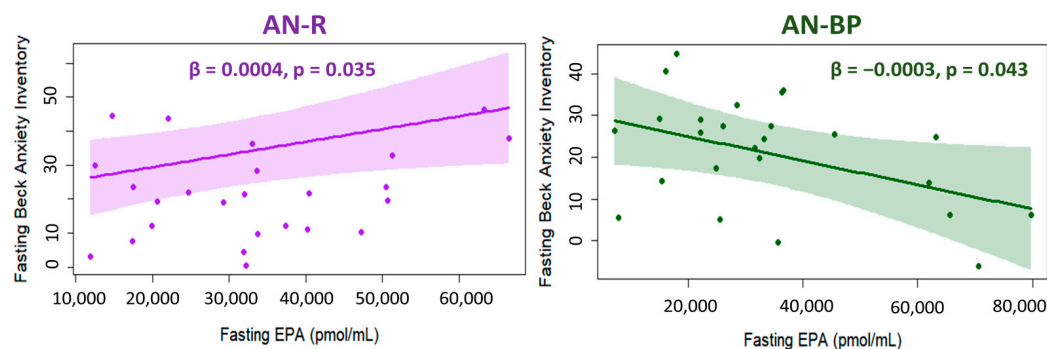 AN-R
β = 0.0004, p = 0.035
Fasting Beck Anxiety Inventory
50
30
10
0
10,000 20,000 30,000 40,000 50,000 60,000
Fasting EPA (pmol/mL)
AN-BP
β = −0.0003, p = 0.043
Fasting Beck Anxiety Inventory
40
30
20
10
0
20,000 40,000 60,000 80,000
Fasting EPA (pmol/mL)